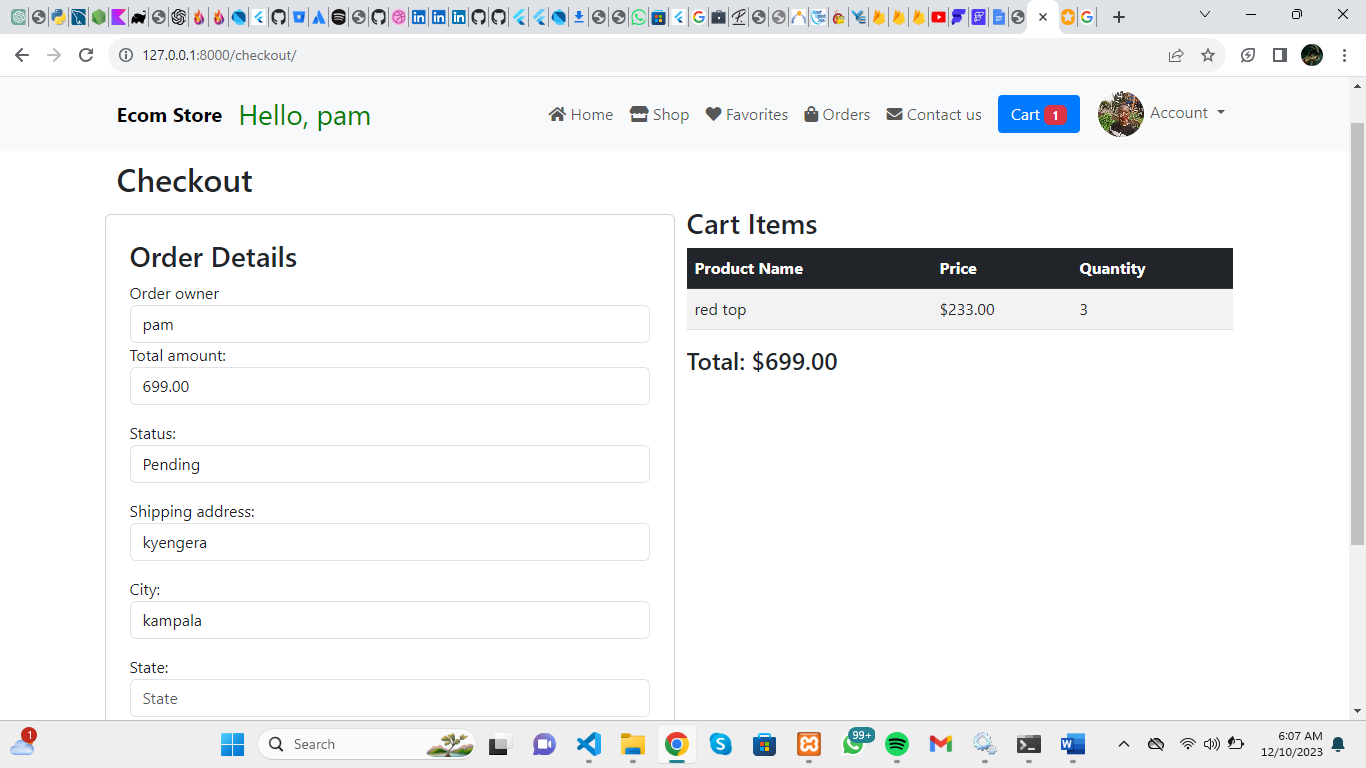 127.0.0.1:8000/checkout/
Ecom Store Hello, pam Home Shop Favorites Orders Contact us Cart 1 Account
Checkout
Order Details
Order owner
pam
Total amount:
699.00
Status:
Pending
Shipping address:
kyengera
City:
kampala
State:
State
Cart Items
Product Name Price Quantity
red top $233.00 3
Total: $699.00
1
Search
99+
6:07 AM
12/10/2023